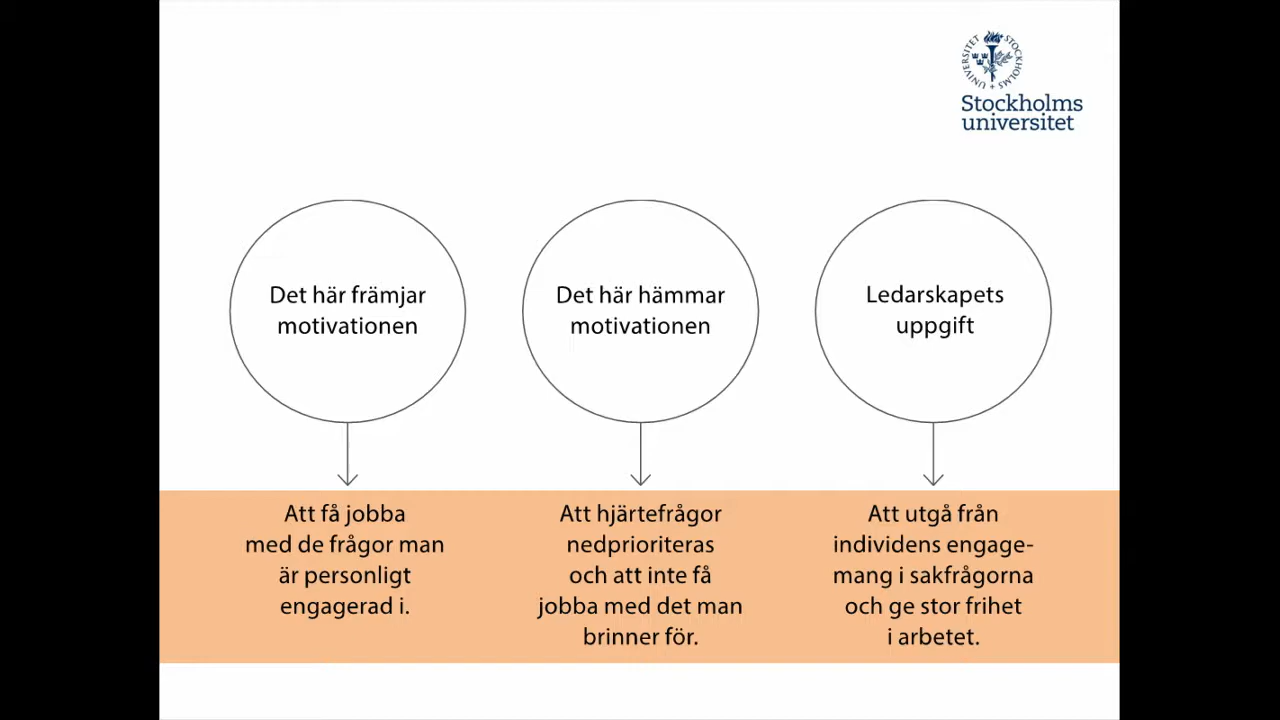 STOCKHOLMS UNIVERSITET
Stockholms
universitet
Det här främjar
motivationen
Det här hämmar
motivationen
Ledarskapets
uppgift
Att få jobba
med de frågor man
är personligt
engagerad i.
Att hjärtefrågor
nedprioriteras
och att inte få
jobba med det man
brinner för.
Att utgå från
individens engage-
mang i sakfrågorna
och ge stor frihet
i arbetet.